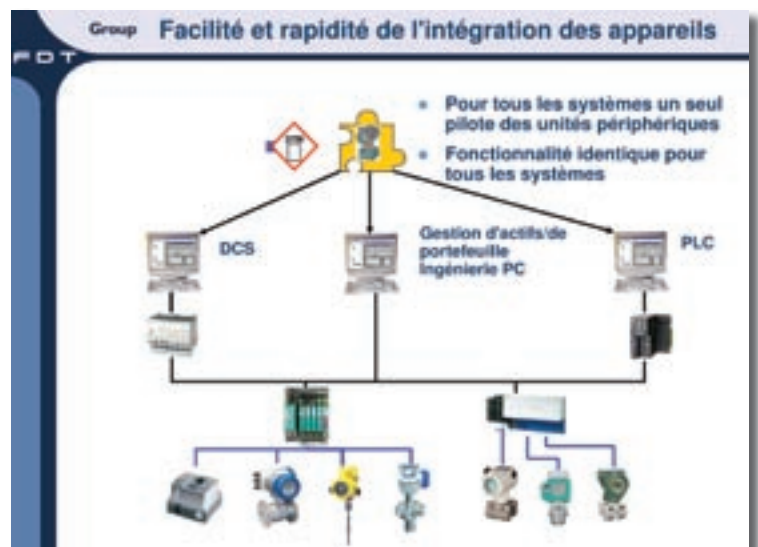 Group Facilité et rapidité de l'intégration des appareils
FDT
Pour tous les systèmes un seul
pilote des unités périphériques
Fonctionnalité identique pour
tous les systèmes
DCS
Gestion d'actifs/de
portefeuille
Ingénierie PC
PLC